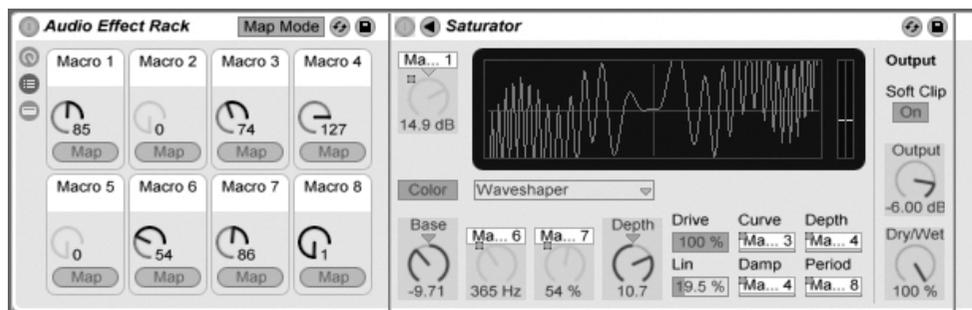 Audio Effect Rack Map Mode
Macro 1 Macro 2 Macro 3 Macro 4
85 0 74 127
Map Map Map Map
Macro 5 Macro 6 Macro 7 Macro 8
0 54 86 1
Map Map Map Map
Saturator
Ma... 1
14.9 dB
Color Waveshaper
Base Ma... 6 Ma... 7 Depth
-9.71 365 Hz 54 % 10.7
Drive Curve Depth
100 % Ma... 3 Ma... 4
Lin Damp Period
19.5 % Ma... 4 Ma... 8
Output
Soft Clip
On
Output
-6.00 dB
Dry/Wet
100 %